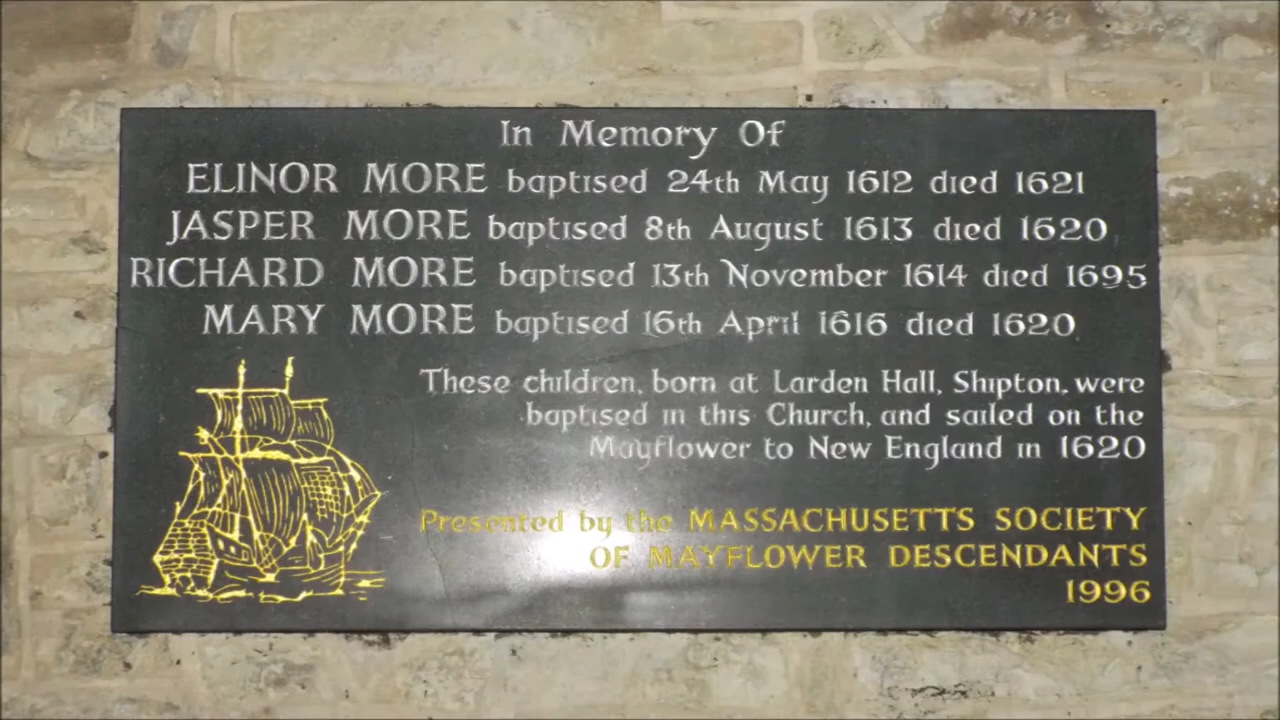 In Memory Of
ELINOR MORE baptised 24th May 1612 died 1621
JASPER MORE baptised 8th August 1613 died 1620
RICHARD MORE baptised 13th November 1614 died 1695
MARY MORE baptised 16th April 1616 died 1620
These children, born at Larden Hall, Shipton, were
baptised in this Church, and sailed on the
Mayflower to New England in 1620
Presented by the MASSACHUSETTS SOCIETY
OF MAYFLOWER DESCENDANTS
1996